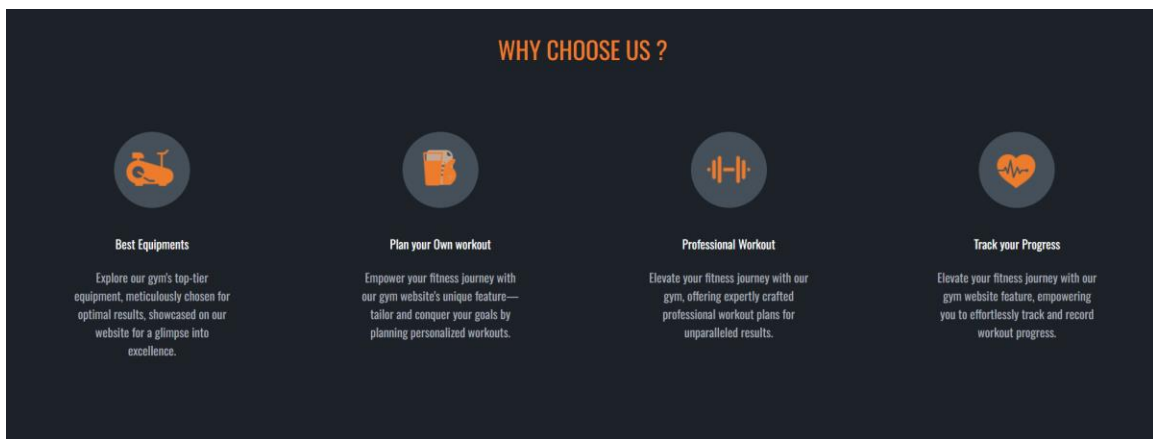 WHY CHOOSE US ?
Best Equipments
Explore our gym's top-tier
equipment, meticulously chosen for
optimal results, showcased on our
website for a glimpse into
excellence.
Plan your Own workout
Empower your fitness journey with
our gym website's unique feature—
tailor and conquer your goals by
planning personalized workouts.
Professional Workout
Elevate your fitness journey with our
gym, offering expertly crafted
professional workout plans for
unparalleled results.
Track your Progress
Elevate your fitness journey with our
gym website feature, empowering
you to effortlessly track and record
workout progress.